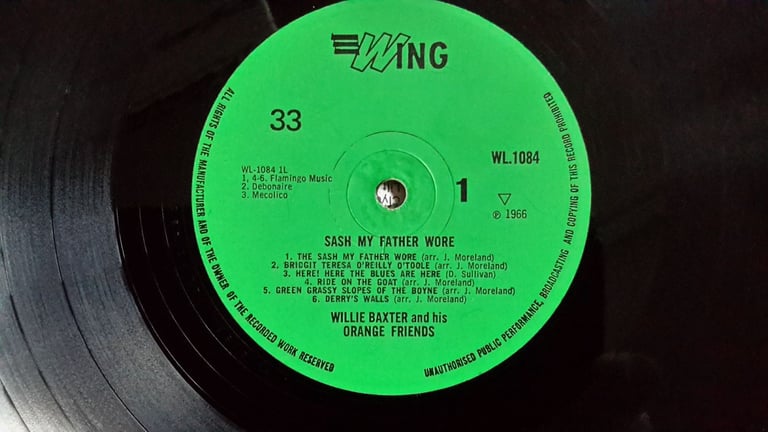 WING
33
WL.1084
WL-1084 1L
1, 4-6. Flamingo Music
2. Debonaire
3. Mecolico
1
℗ 1966
SASH MY FATHER WORE
1. THE SASH MY FATHER WORE (arr. J. Moreland)
2. BRIDGIT TERESA O'REILLY O'TOOLE (arr. J. Moreland)
3. HERE! HERE THE BLUES ARE HERE (D. Sullivan)
4. RIDE ON THE GOAT (arr. J. Moreland)
5. GREEN GRASSY SLOPES OF THE BOYNE (arr. J. Moreland)
6. DERRY'S WALLS (arr. J. Moreland)
WILLIE BAXTER and his
ORANGE FRIENDS
ALL RIGHTS OF THE MANUFACTURER AND OF THE OWNER OF THE RECORDED WORK RESERVED
UNAUTHORISED PUBLIC PERFORMANCE, BROADCASTING AND COPYING OF THIS RECORD PROHIBITED